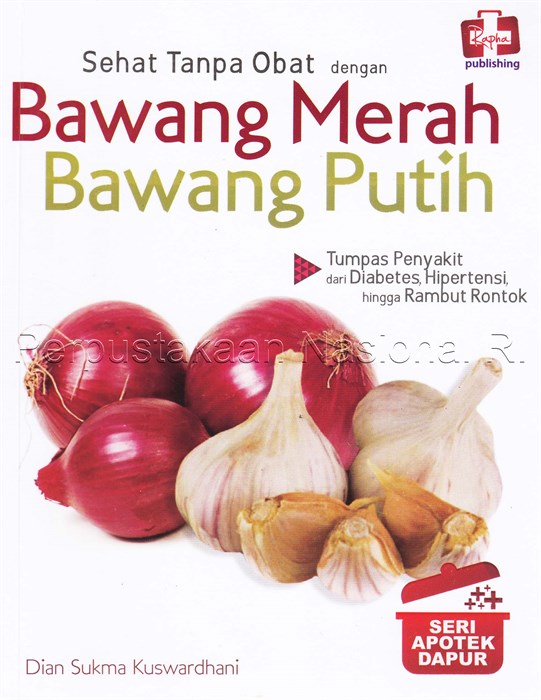 Rapha
publishing
Sehat Tanpa Obat dengan
Bawang Merah
Bawang Putih
Tumpas Penyakit
dari Diabetes, Hipertensi,
hingga Rambut Rontok
Perpustakaan Nasional R.I.
SERI
APOTEK
DAPUR
Dian Sukma Kuswardhani